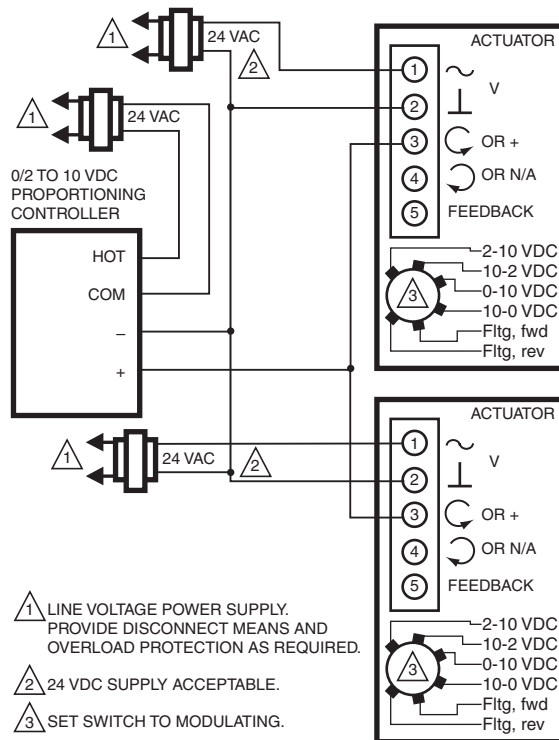 1
24 VAC
2
1
24 VAC
0/2 TO 10 VDC
PROPORTIONING
CONTROLLER
HOT
COM
–
+
ACTUATOR
1
V
2
3 OR +
4 OR N/A
5 FEEDBACK
3
2-10 VDC
10-2 VDC
0-10 VDC
10-0 VDC
Fltg, fwd
Fltg, rev
1
24 VAC
2
ACTUATOR
1
V
2
3 OR +
4 OR N/A
5 FEEDBACK
3
2-10 VDC
10-2 VDC
0-10 VDC
10-0 VDC
Fltg, fwd
Fltg, rev
1 LINE VOLTAGE POWER SUPPLY.
PROVIDE DISCONNECT MEANS AND
OVERLOAD PROTECTION AS REQUIRED.
2 24 VDC SUPPLY ACCEPTABLE.
3 SET SWITCH TO MODULATING.